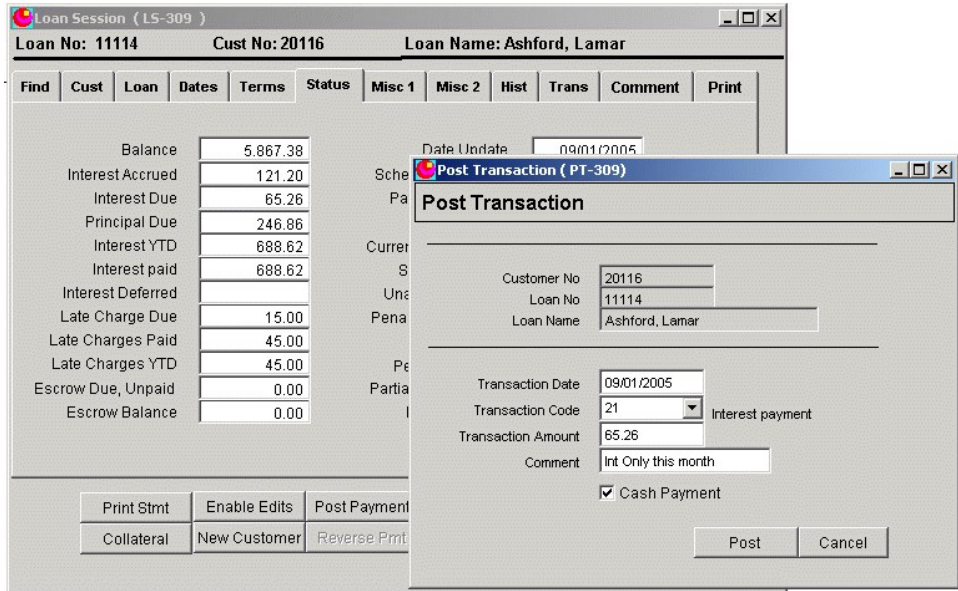 Loan Session ( LS-309 )
Loan No: 11114 Cust No: 20116 Loan Name: Ashford, Lamar
Find Cust Loan Dates Terms Status Misc 1 Misc 2 Hist Trans Comment Print
Balance 5.867.38
Interest Accrued 121.20
Interest Due 65.26
Principal Due 246.86
Interest YTD 688.62
Interest paid 688.62
Interest Deferred
Late Charge Due 15.00
Late Charges Paid 45.00
Late Charges YTD 45.00
Escrow Due, Unpaid 0.00
Escrow Balance 0.00
Date Update 09/01/2005
Sche
Pa
Curre
S
Una
Pena
Pe
Partia
Print Stmt Enable Edits Post Payment
Collateral New Customer Reverse Pmt
Post Transaction ( PT-309)
Post Transaction
Customer No 20116
Loan No 11114
Loan Name Ashford, Lamar
Transaction Date 09/01/2005
Transaction Code 21 Interest payment
Transaction Amount 65.26
Comment Int Only this month
Cash Payment
Post Cancel